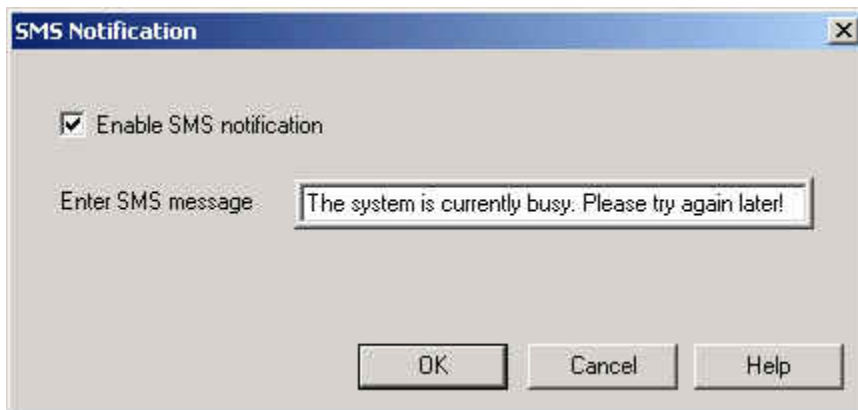 SMS Notification
Enable SMS notification
Enter SMS message The system is currently busy. Please try again later!
OK Cancel Help